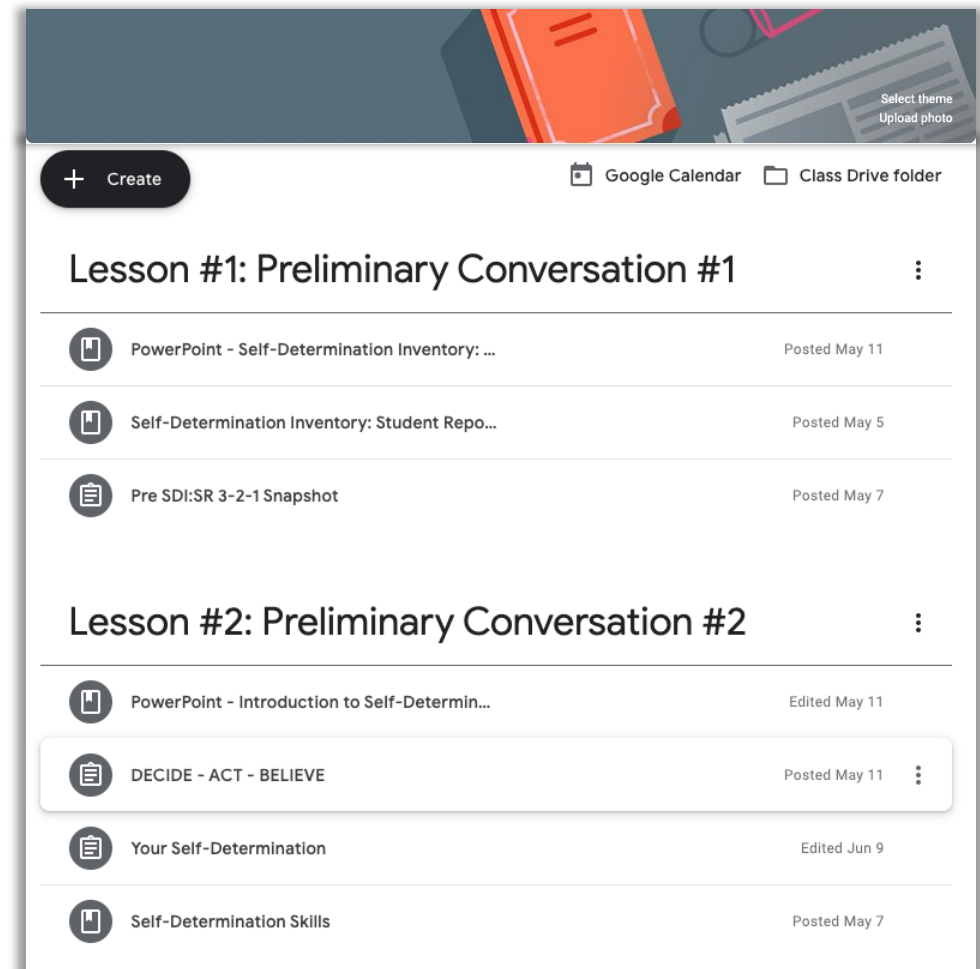 Select theme
Upload photo
Create
Google Calendar
Class Drive folder
Lesson #1: Preliminary Conversation #1
PowerPoint - Self-Determination Inventory: ...
Posted May 11
Self-Determination Inventory: Student Repo...
Posted May 5
Pre SDI:SR 3-2-1 Snapshot
Posted May 7
Lesson #2: Preliminary Conversation #2
PowerPoint - Introduction to Self-Determin...
Edited May 11
DECIDE - ACT - BELIEVE
Posted May 11
Your Self-Determination
Edited Jun 9
Self-Determination Skills
Posted May 7